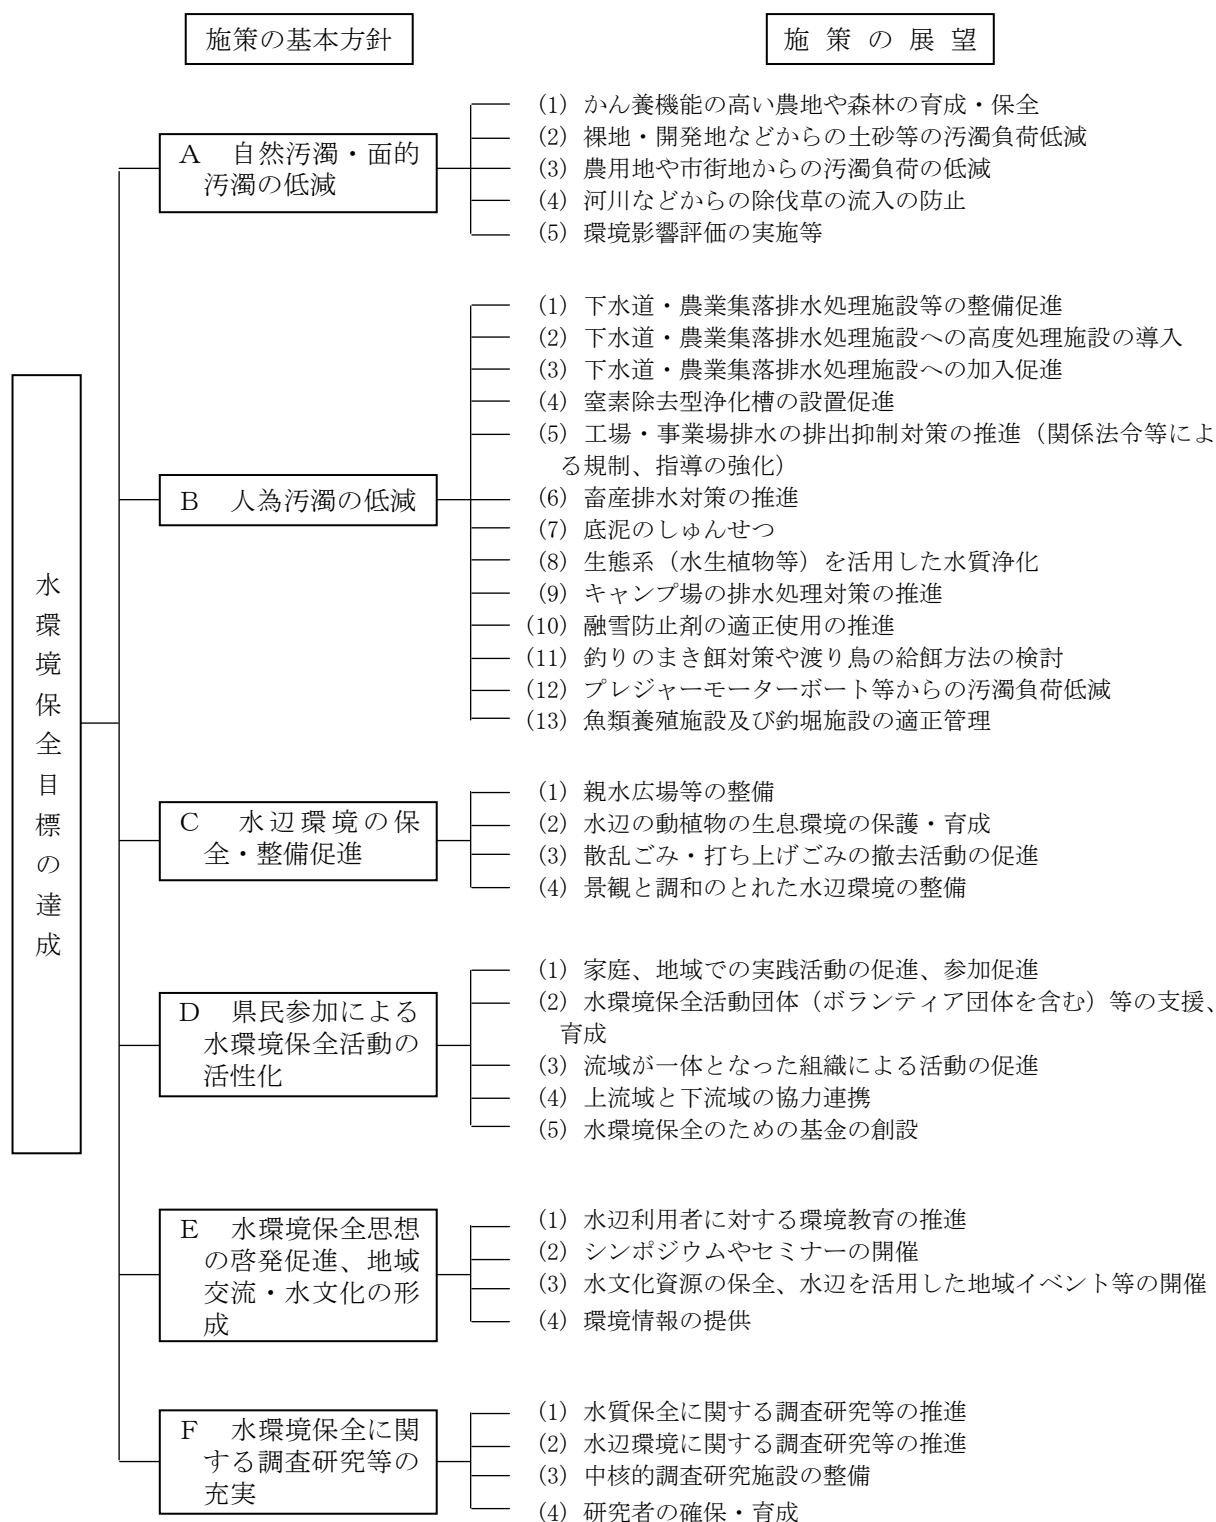 施策の基本方針
施策の展望
水環境保全目標の達成
A　自然汚濁・面的
汚濁の低減
(1) かん養機能の高い農地や森林の育成・保全
(2) 裸地・開発地などからの土砂等の汚濁負荷低減
(3) 農用地や市街地からの汚濁負荷の低減
(4) 河川などからの除伐草の流入の防止
(5) 環境影響評価の実施等
B　人為汚濁の低減
(1) 下水道・農業集落排水処理施設等の整備促進
(2) 下水道・農業集落排水処理施設への高度処理施設の導入
(3) 下水道・農業集落排水処理施設への加入促進
(4) 窒素除去型浄化槽の設置促進
(5) 工場・事業場排水の排出抑制対策の推進（関係法令等によ
る規制、指導の強化）
(6) 畜産排水対策の推進
(7) 底泥のしゅんせつ
(8) 生態系（水生植物等）を活用した水質浄化
(9) キャンプ場の排水処理対策の推進
(10) 融雪防止剤の適正使用の推進
(11) 釣りのまき餌対策や渡り鳥の給餌方法の検討
(12) プレジャーモーターボート等からの汚濁負荷低減
(13) 魚類養殖施設及び釣堀施設の適正管理
C　水辺環境の保
全・整備促進
(1) 親水広場等の整備
(2) 水辺の動植物の生息環境の保護・育成
(3) 散乱ごみ・打ち上げごみの撤去活動の促進
(4) 景観と調和のとれた水辺環境の整備
D　県民参加による
水環境保全活動の
活性化
(1) 家庭、地域での実践活動の促進、参加促進
(2) 水環境保全活動団体（ボランティア団体を含む）等の支援、
育成
(3) 流域が一体となった組織による活動の促進
(4) 上流域と下流域の協力連携
(5) 水環境保全のための基金の創設
E　水環境保全思想
の啓発促進、地域
交流・水文化の形
成
(1) 水辺利用者に対する環境教育の推進
(2) シンポジウムやセミナーの開催
(3) 水文化資源の保全、水辺を活用した地域イベント等の開催
(4) 環境情報の提供
F　水環境保全に関
する調査研究等の
充実
(1) 水質保全に関する調査研究等の推進
(2) 水辺環境に関する調査研究等の推進
(3) 中核的調査研究施設の整備
(4) 研究者の確保・育成